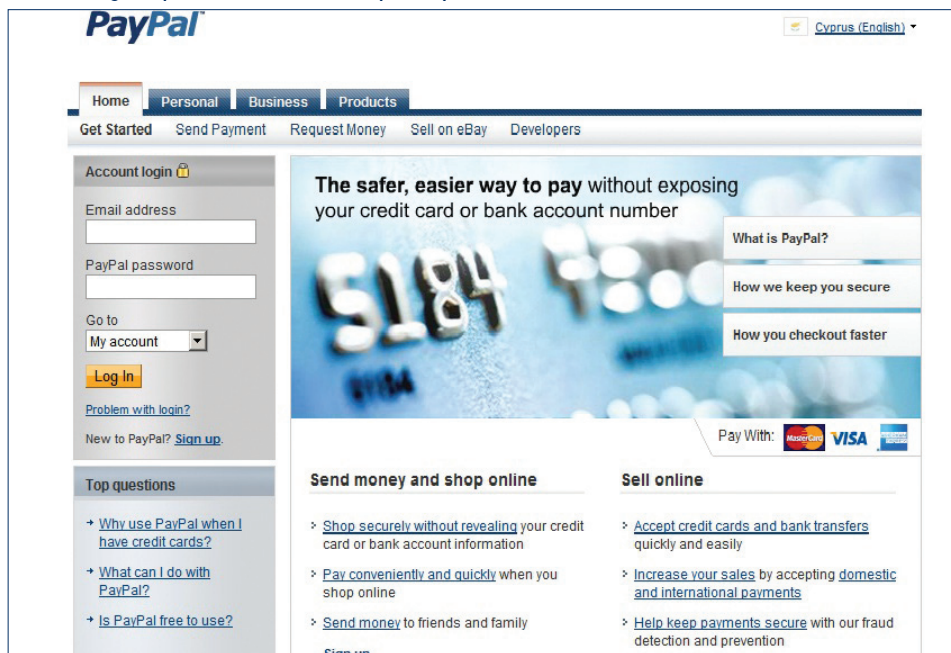 PayPal
Cyprus (English)
Home Personal Business Products
Get Started Send Payment Request Money Sell on eBay Developers
Account login
Email address
PayPal password
Go to
My account
Log In
Problem with login?
New to PayPal? Sign up.
Top questions
Why use PayPal when I
have credit cards?
What can I do with
PayPal?
Is PayPal free to use?
The safer, easier way to pay without exposing
your credit card or bank account number
5184
5184
What is PayPal?
How we keep you secure
How you checkout faster
Pay With: MasterCard VISA
Send money and shop online
Shop securely without revealing your credit
card or bank account information
Pay conveniently and quickly when you
shop online
Send money to friends and family
Sign up
Sell online
Accept credit cards and bank transfers
quickly and easily
Increase your sales by accepting domestic
and international payments
Help keep payments secure with our fraud
detection and prevention